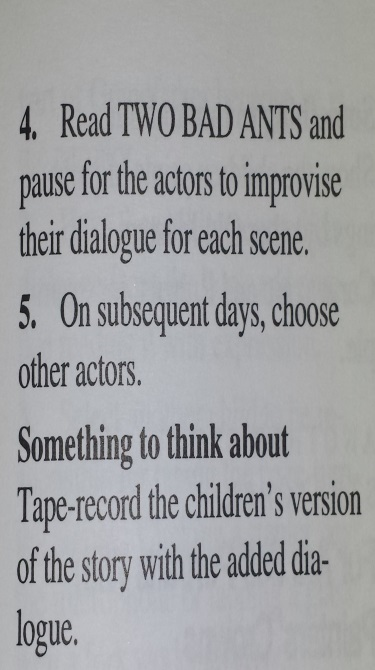 4. Read TWO BAD ANTS and
pause for the actors to improvise
their dialogue for each scene.
5. On subsequent days, choose
other actors.
Something to think about
Tape-record the children's version
of the story with the added dia-
logue.